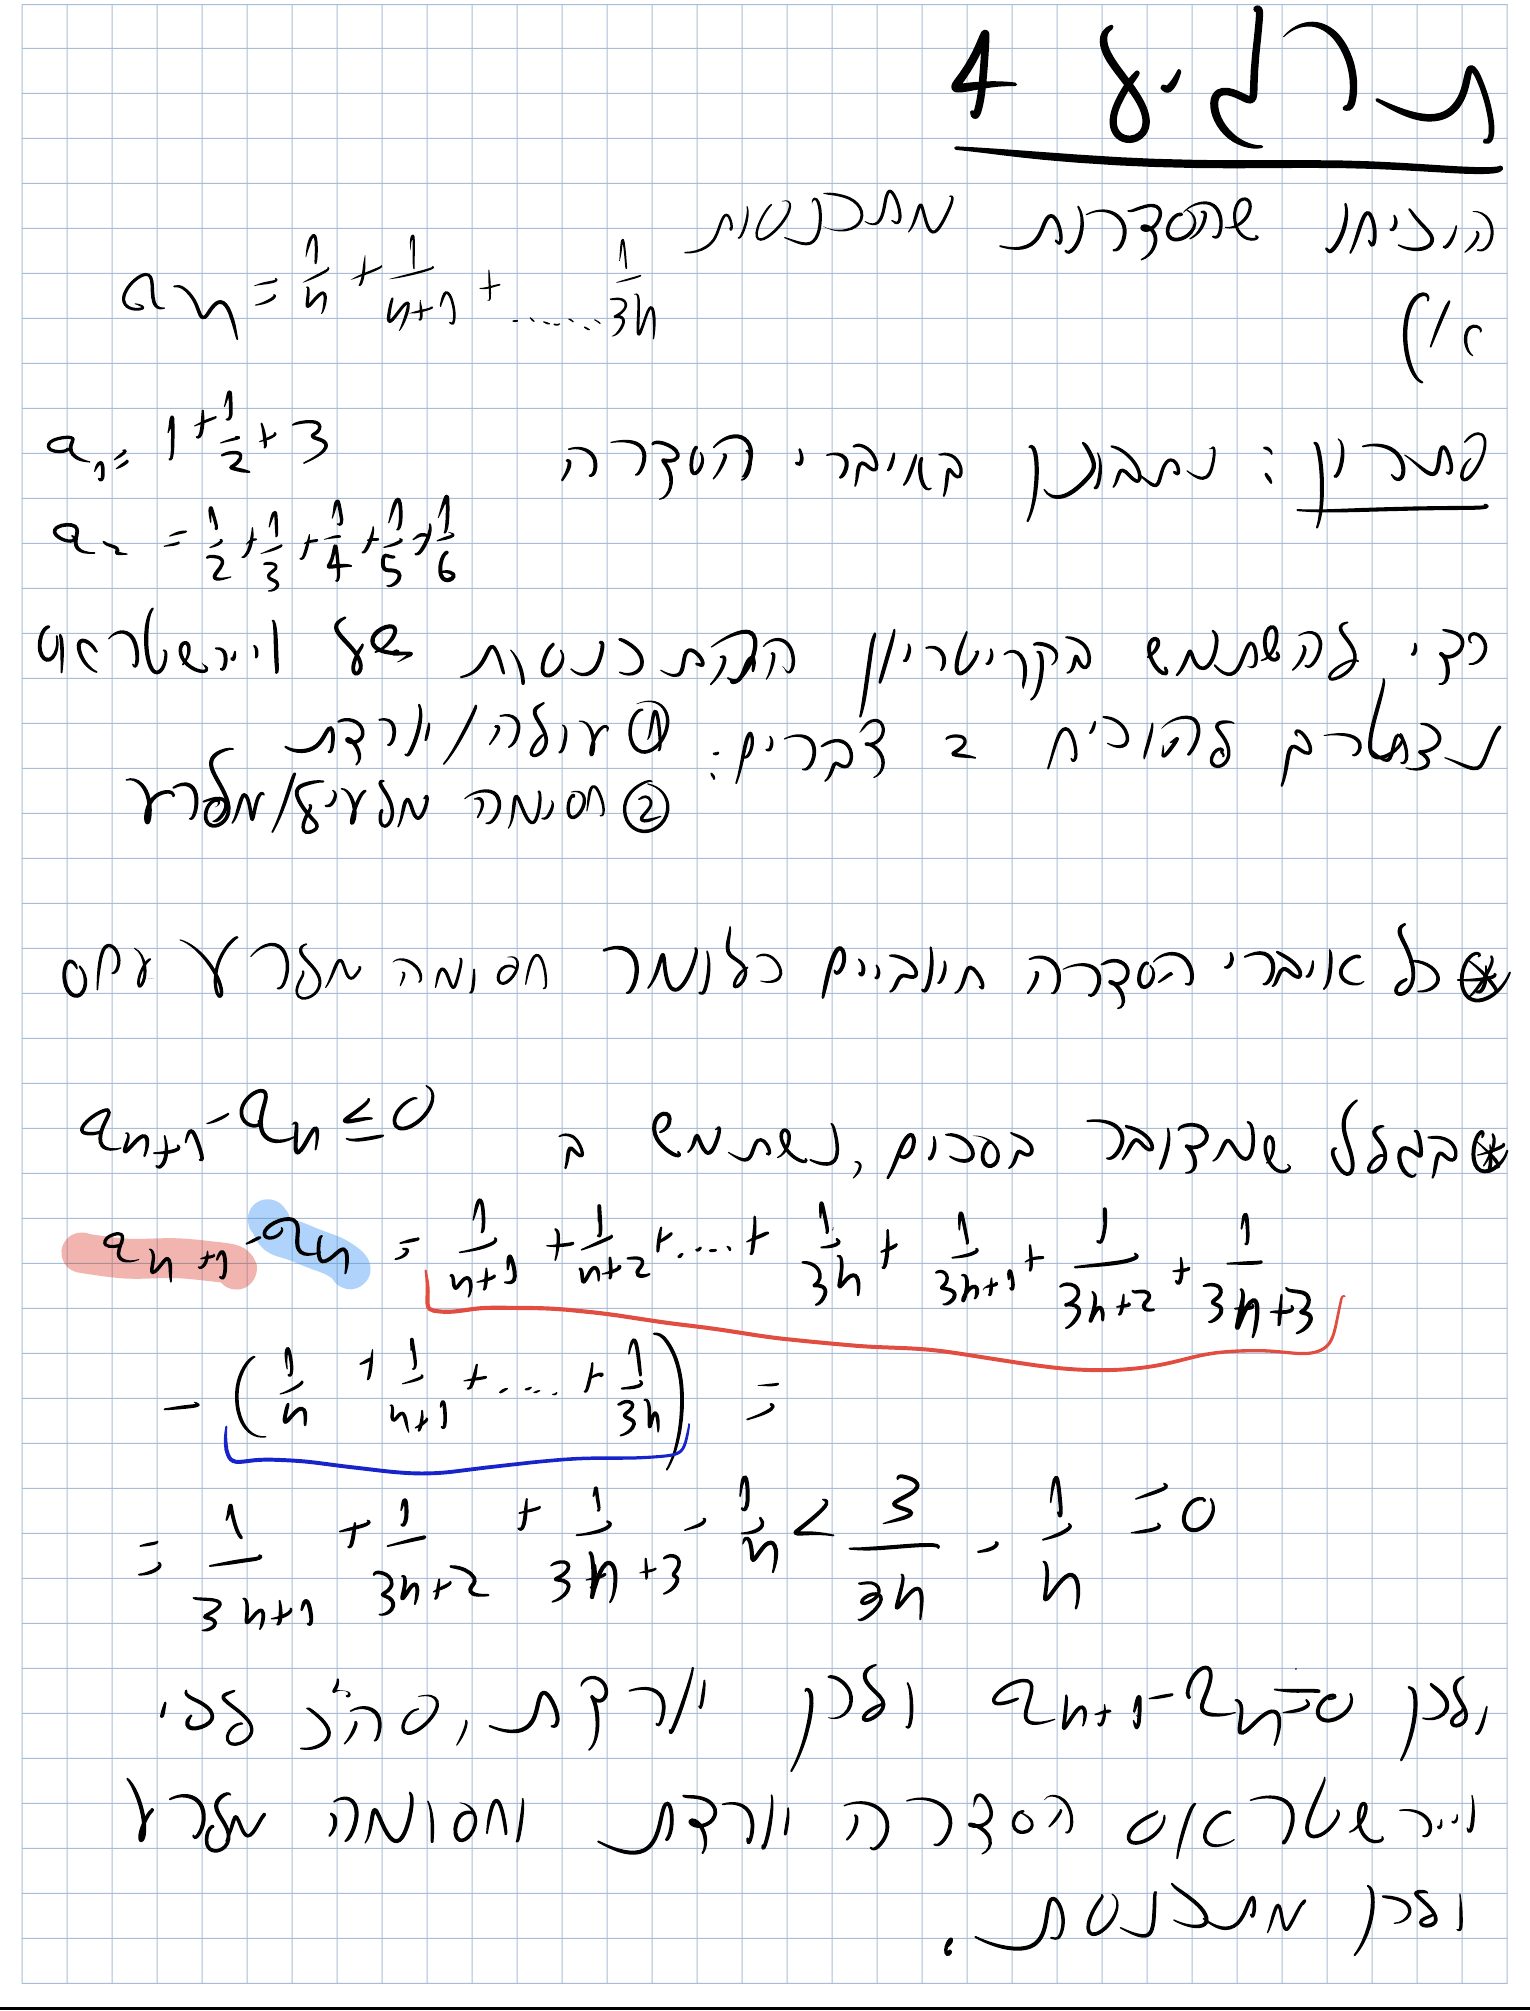 תרגיל 4
הוכיחו שהסדרות מתכנסות
א') an = 1/n + 1/(n+1) + ...... 1/3n
פתרון: נתבונן באיברי הסדרה
a1 = 1 + 1/2 + 3
a2 = 1/2 + 1/3 + 1/4 + 1/5 + 1/6
כדי להשתמש בקריטריון ההתכנסות של ויירשטראס
נצטרך להוכיח 2 דברים: ① עולה/יורדת
② חסומה מלעיל/מלרע
⊛ כל איברי הסדרה חיוביים כלומר חסומה מלרע
⊛ בגלל שמדובר בסכום, נשתמש ב an+1 - an ≤ 0
an+1 - an = 1/(n+1) + 1/(n+2) + .... + 1/3n + 1/(3n+1) + 1/(3n+2) + 1/(3n+3)
- (1/n + 1/(n+1) + .... + 1/3n) =
= 1/(3n+1) + 1/(3n+2) + 1/(3n+3) - 1/n < 3/3n - 1/n = 0
ולכן an+1 - an = 0 ולכן יורדת, סה"כ לפי
ויירשטראס הסדרה יורדת וחסומה מלרע
ולכן מתכנסת.